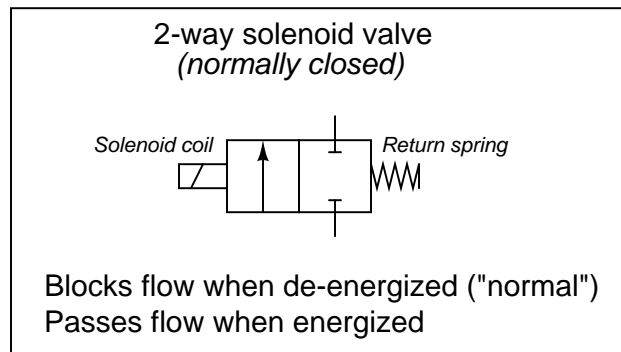 2-way solenoid valve
(normally closed)
Solenoid coil
Return spring
Blocks flow when de-energized ("normal")
Passes flow when energized